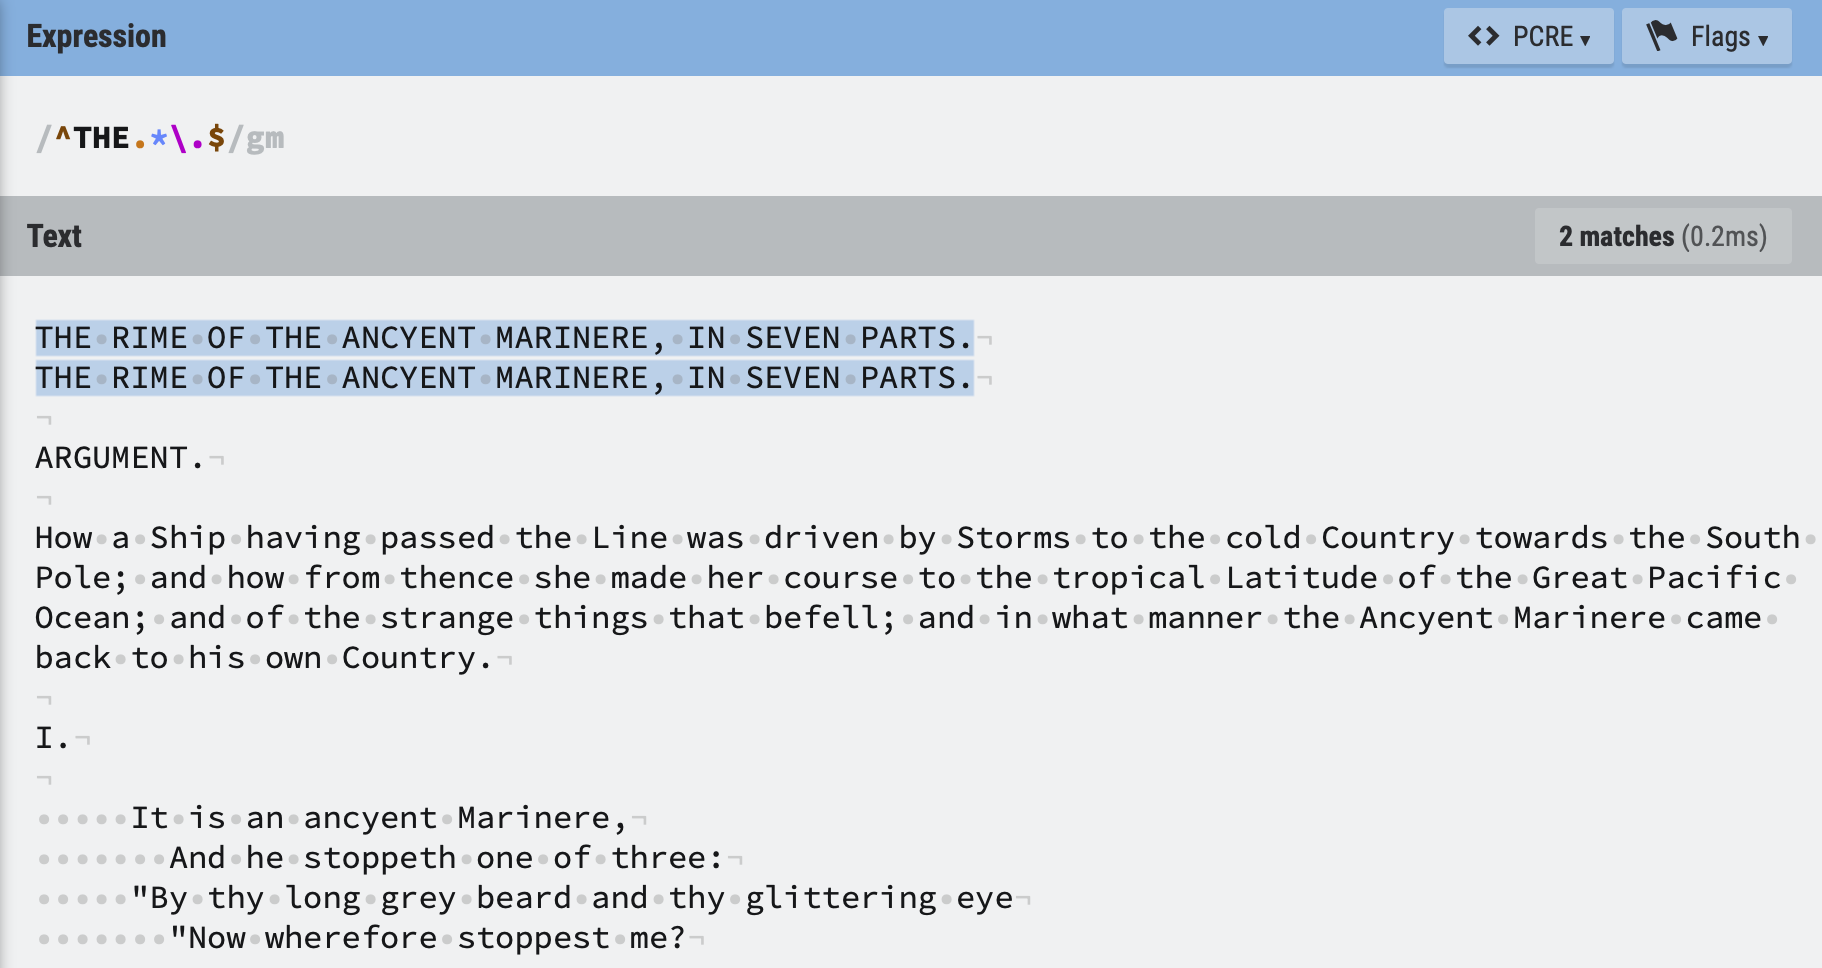 Expression
<> PCRE ▾
Flags ▾
/^THE.*\.$/gm
Text
2 matches (0.2ms)
THE•RIME•OF•THE•ANCYENT•MARINERE,•IN•SEVEN•PARTS.¬
THE•RIME•OF•THE•ANCYENT•MARINERE,•IN•SEVEN•PARTS.¬
¬
ARGUMENT.¬
¬
How•a•Ship•having•passed•the•Line•was•driven•by•Storms•to•the•cold•Country•towards•the•South•
Pole;•and•how•from•thence•she•made•her•course•to•the•tropical•Latitude•of•the•Great•Pacific•
Ocean;•and•of•the•strange•things•that•befell;•and•in•what•manner•the•Ancyent•Marinere•came•
back•to•his•own•Country.¬
¬
I.¬
¬
•••••It•is•an•ancyent•Marinere,¬
•••••••And•he•stoppeth•one•of•three:¬
•••••"By•thy•long•grey•beard•and•thy•glittering•eye¬
•••••••"Now•wherefore•stoppest•me?¬